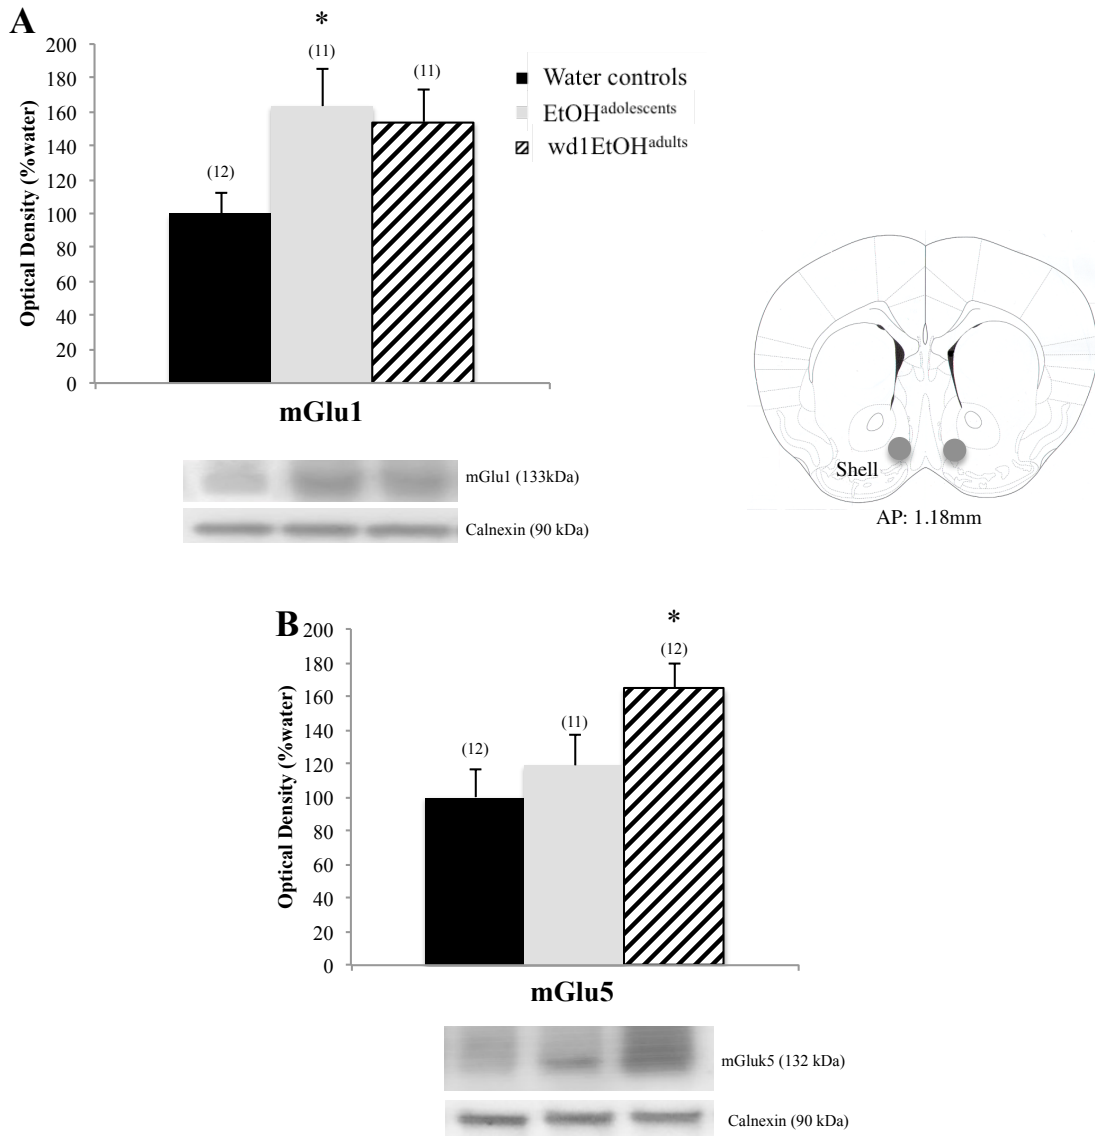 A
*
200
180
160
140
120
100
80
60
40
20
0
Optical Density (%water)
(12)
(11)
(11)
mGlu1
Water controls
EtOHadolescents
wd1EtOHadults
mGlu1 (133kDa)
Calnexin (90 kDa)
Shell
AP: 1.18mm
B
*
200
180
160
140
120
100
80
60
40
20
0
Optical Density (%water)
(12)
(11)
(12)
mGlu5
mGluk5 (132 kDa)
Calnexin (90 kDa)